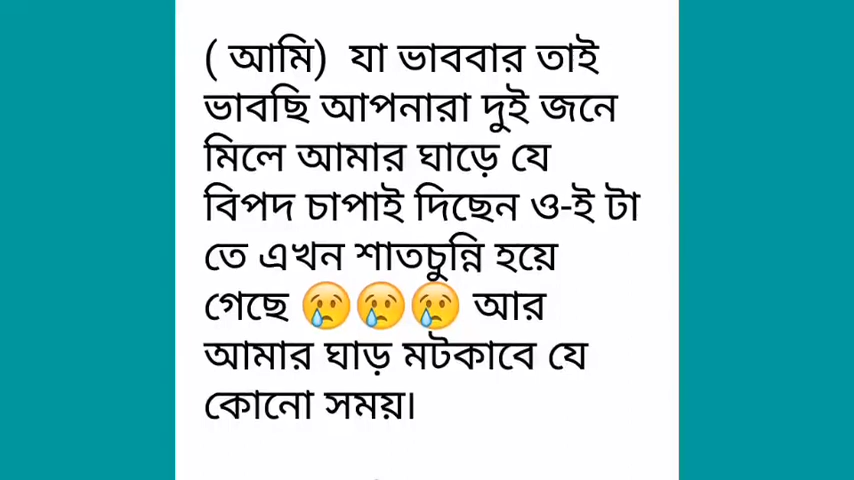 ( আমি)  যা ভাববার তাই
ভাবছি আপনারা দুই জনে
মিলে আমার ঘাড়ে যে
বিপদ চাপাই দিছেন ও-ই টা
তে এখন শাতচুন্নি হয়ে
গেছে 😢😢😢 আর
আমার ঘাড় মটকাবে যে
কোনো সময়।